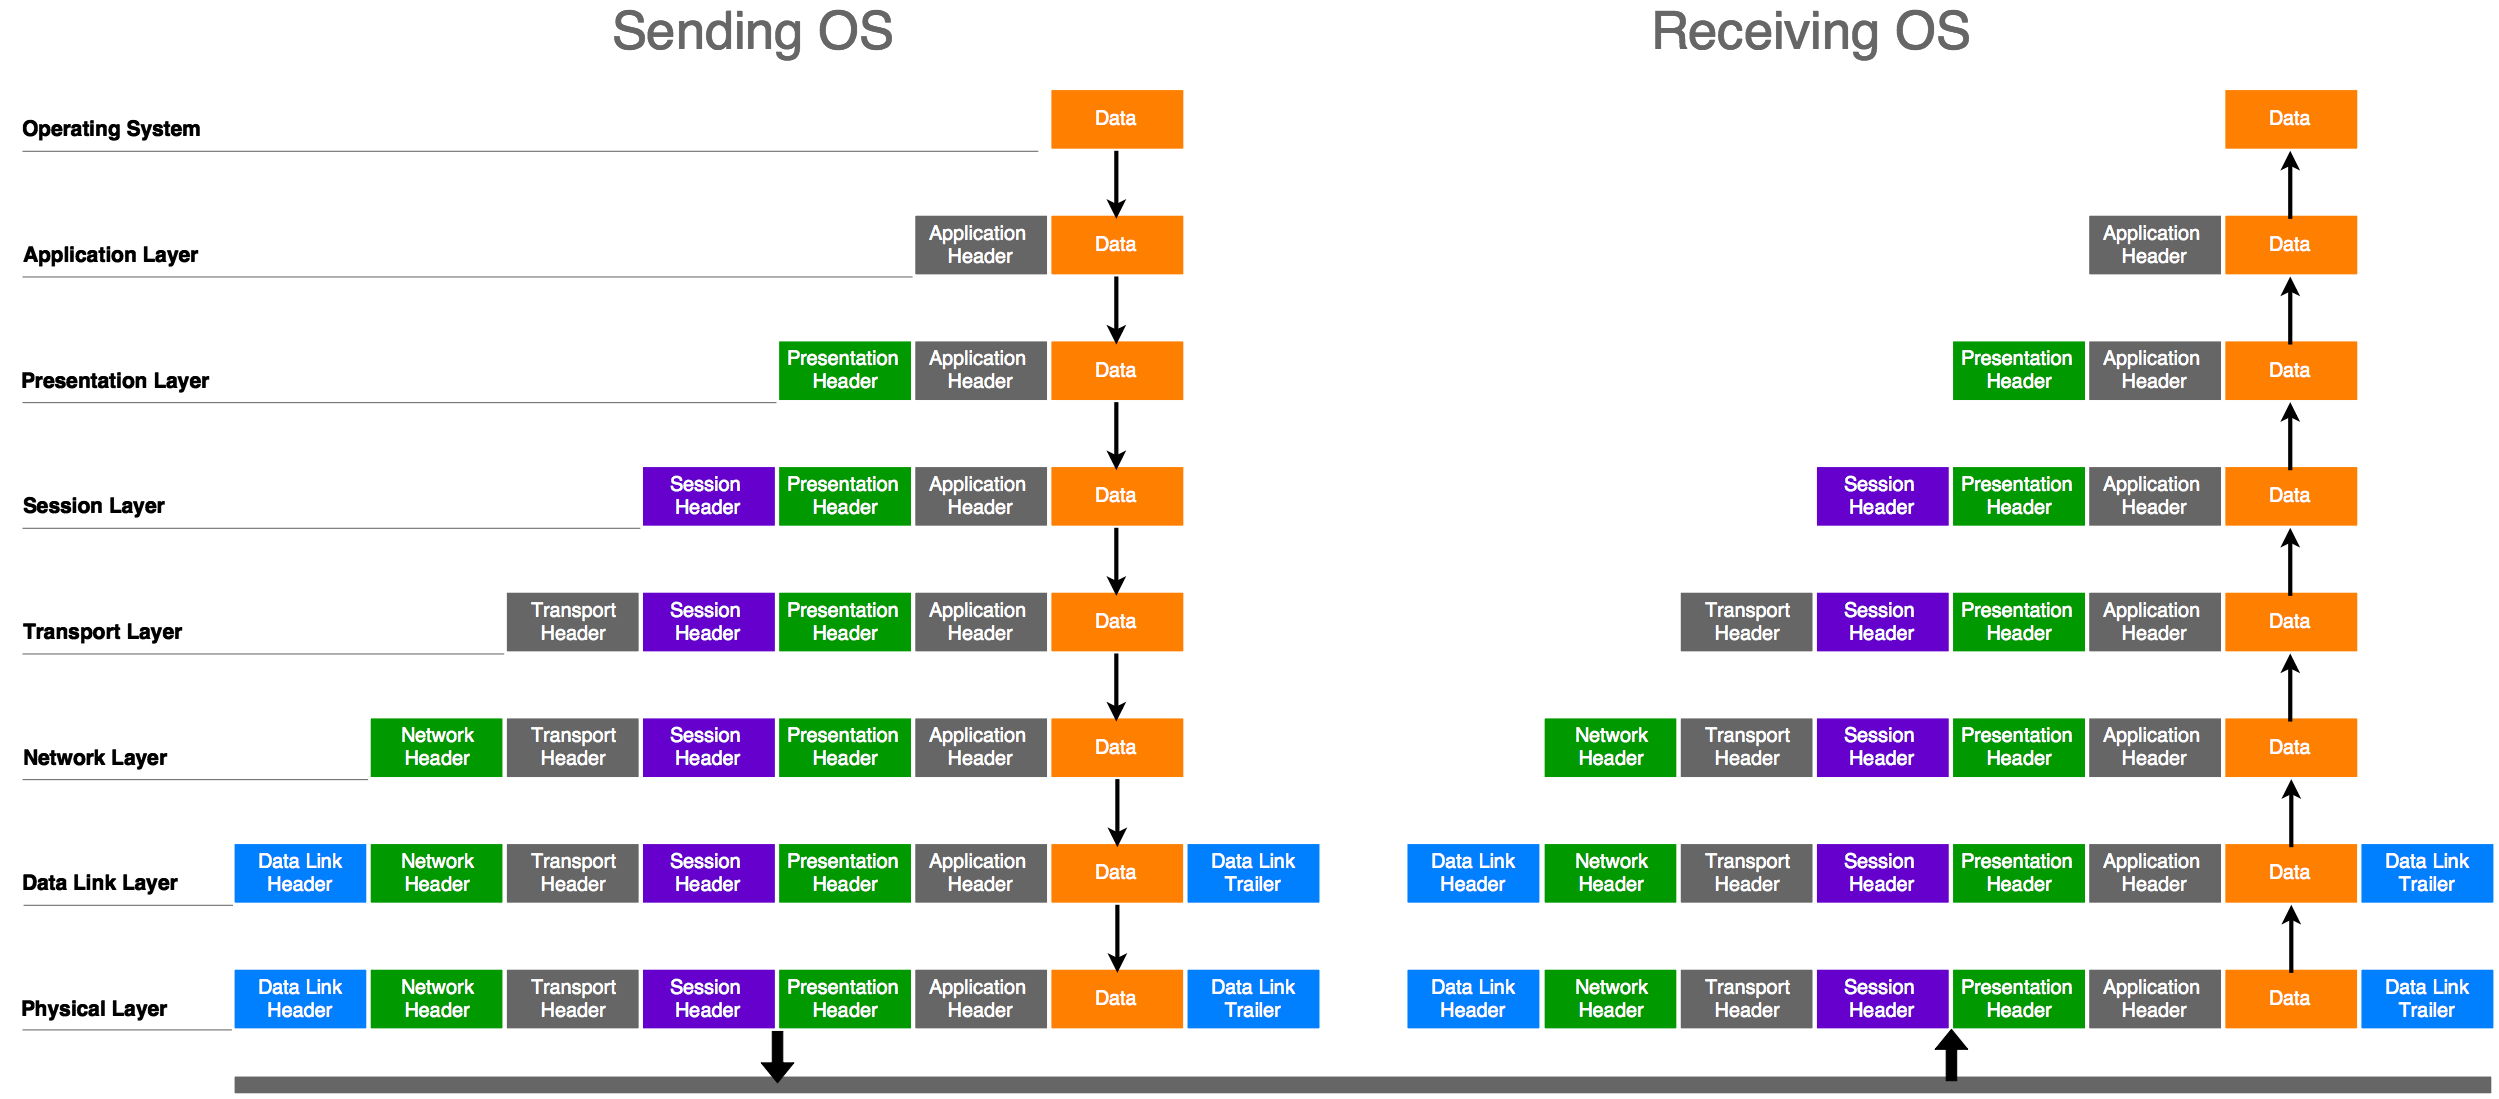 Sending OS
Receiving OS
Operating System
Data
Data
Application Layer
Application
Header
Data
Application
Header
Data
Presentation Layer
Presentation
Header
Application
Header
Data
Presentation
Header
Application
Header
Data
Session Layer
Session
Header
Presentation
Header
Application
Header
Data
Session
Header
Presentation
Header
Application
Header
Data
Transport Layer
Transport
Header
Session
Header
Presentation
Header
Application
Header
Data
Transport
Header
Session
Header
Presentation
Header
Application
Header
Data
Network Layer
Network
Header
Transport
Header
Session
Header
Presentation
Header
Application
Header
Data
Network
Header
Transport
Header
Session
Header
Presentation
Header
Application
Header
Data
Data Link Layer
Data Link
Header
Network
Header
Transport
Header
Session
Header
Presentation
Header
Application
Header
Data
Data Link
Trailer
Data Link
Header
Network
Header
Transport
Header
Session
Header
Presentation
Header
Application
Header
Data
Data Link
Trailer
Physical Layer
Data Link
Header
Network
Header
Transport
Header
Session
Header
Presentation
Header
Application
Header
Data
Data Link
Trailer
Data Link
Header
Network
Header
Transport
Header
Session
Header
Presentation
Header
Application
Header
Data
Data Link
Trailer